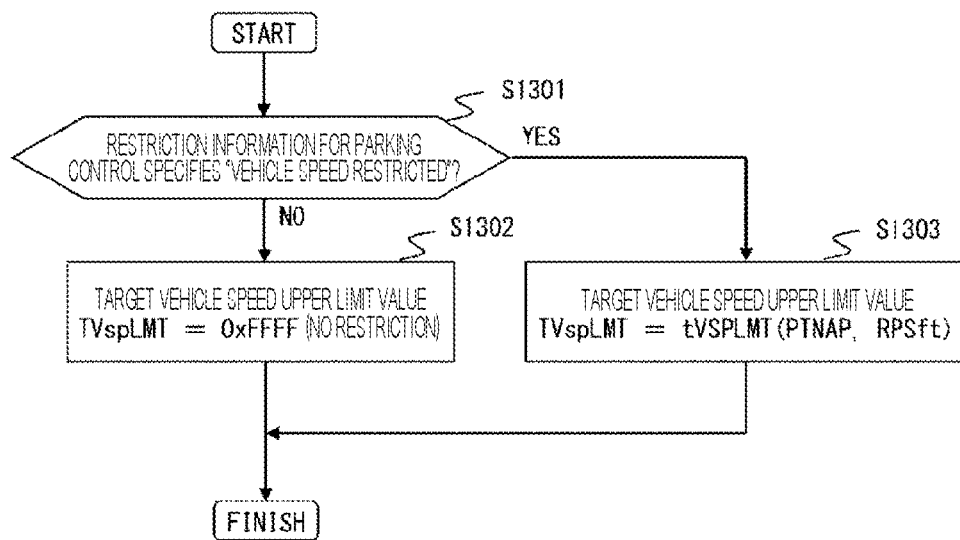 START
S1301
RESTRICTION INFORMATION FOR PARKING
CONTROL SPECIFIES "VEHICLE SPEED RESTRICTED"?
YES
NO
S1302
TARGET VEHICLE SPEED UPPER LIMIT VALUE
TVspLMT = 0xFFFF (NO RESTRICTION)
S1303
TARGET VEHICLE SPEED UPPER LIMIT VALUE
TVspLMT = tVSPLMT(PTNAP, RPSft)
FINISH